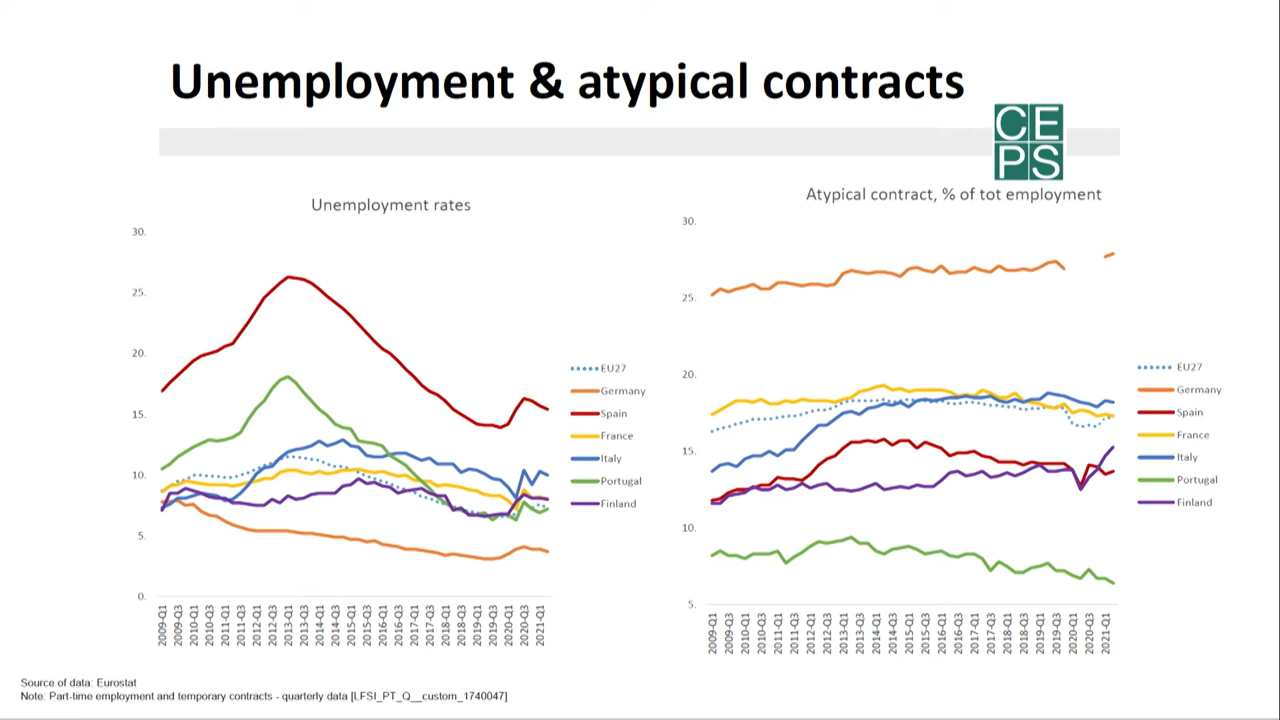 Unemployment & atypical contracts
CE
PS
Unemployment rates
30.
25.
20.
15.
10.
5.
0.
2009-Q1
2009-Q3
2010-Q1
2010-Q3
2011-Q1
2011-Q3
2012-Q1
2012-Q3
2013-Q1
2013-Q3
2014-Q1
2014-Q3
2015-Q1
2015-Q3
2016-Q1
2016-Q3
2017-Q1
2017-Q3
2018-Q1
2018-Q3
2019-Q1
2019-Q3
2020-Q1
2020-Q3
2021-Q1
EU27
Germany
Spain
France
Italy
Portugal
Finland
Atypical contract, % of tot employment
30.
25.
20.
15.
10.
5.
2009-Q1
2009-Q3
2010-Q1
2010-Q3
2011-Q1
2011-Q3
2012-Q1
2012-Q3
2013-Q1
2013-Q3
2014-Q1
2014-Q3
2015-Q1
2015-Q3
2016-Q1
2016-Q3
2017-Q1
2017-Q3
2018-Q1
2018-Q3
2019-Q1
2019-Q3
2020-Q1
2020-Q3
2021-Q1
EU27
Germany
Spain
France
Italy
Portugal
Finland
Source of data: Eurostat
Note: Part-time employment and temporary contracts - quarterly data [LFSI_PT_Q__custom_1740047]